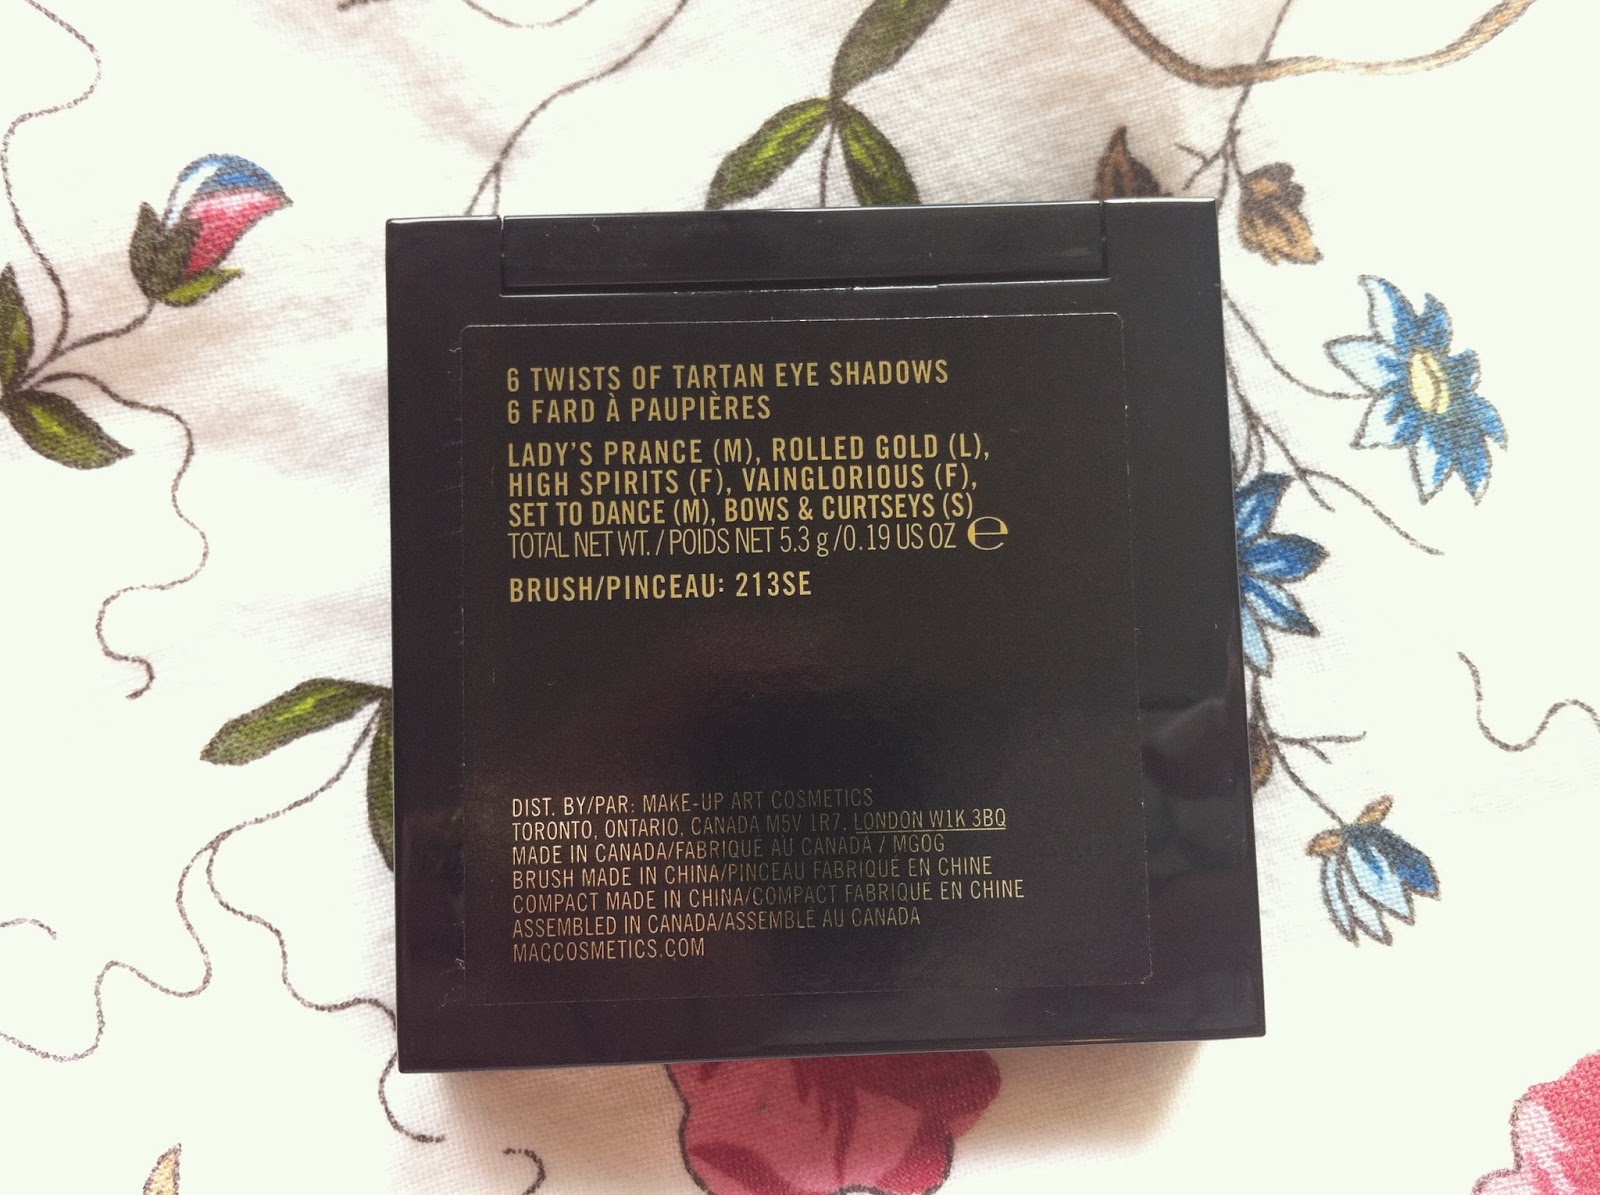 6 TWISTS OF TARTAN EYE SHADOWS
6 FARD À PAUPIÈRES
LADY'S PRANCE (M), ROLLED GOLD (L),
HIGH SPIRITS (F), VAINGLORIOUS (F),
SET TO DANCE (M), BOWS & CURTSEYS (S)
TOTAL NET WT. / POIDS NET 5.3 g/0.19 US OZ ℮
BRUSH/PINCEAU: 213SE
DIST. BY/PAR: MAKE-UP ART COSMETICS
TORONTO, ONTARIO, CANADA M5V 1R7, LONDON W1K 3BQ
MADE IN CANADA/FABRIQUÉ AU CANADA / MGOG
BRUSH MADE IN CHINA/PINCEAU FABRIQUÉ EN CHINE
COMPACT MADE IN CHINA/COMPACT FABRIQUÉ EN CHINE
ASSEMBLED IN CANADA/ASSEMBLÉ AU CANADA
MACCOSMETICS.COM